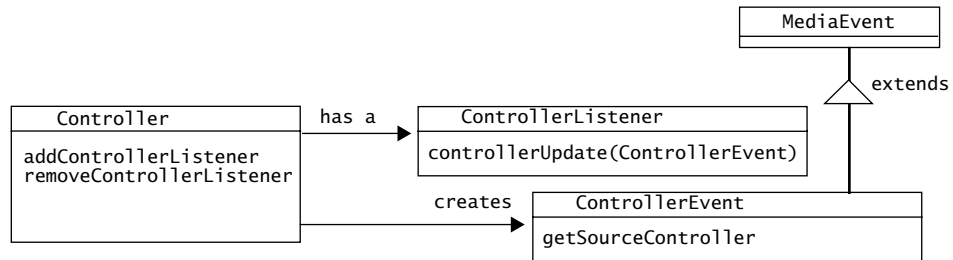 MediaEvent
extends
Controller
has a
ControllerListener
addControllerListener
removeControllerListener
controllerUpdate(ControllerEvent)
creates
ControllerEvent
getSourceController